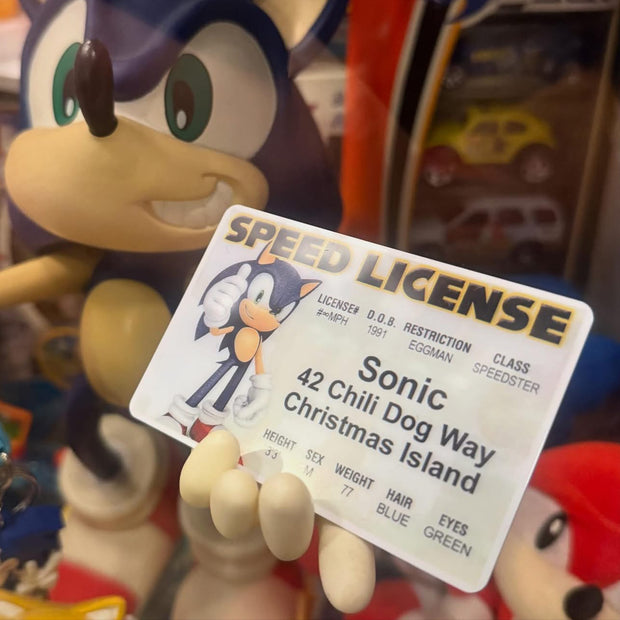 SPEED LICENSE
LICENSE# D.O.B. RESTRICTION CLASS
#∞MPH 1991 EGGMAN SPEEDSTER
Sonic
42 Chili Dog Way
Christmas Island
HEIGHT SEX WEIGHT HAIR EYES
33 M 77 BLUE GREEN